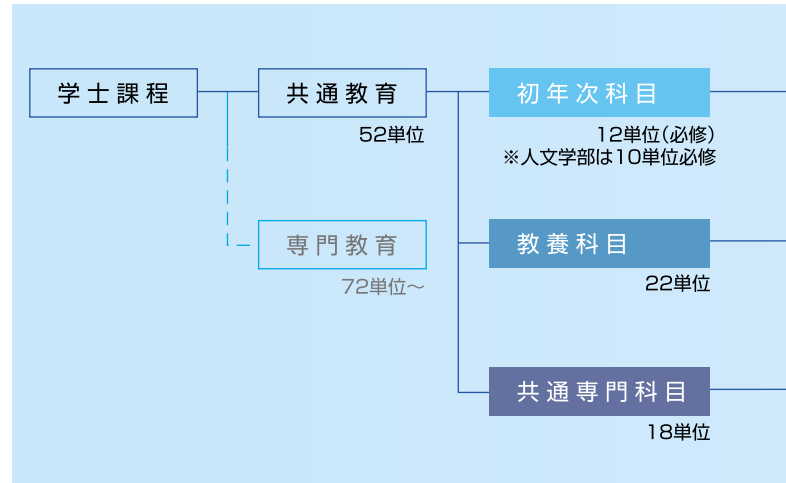 学士課程
共通教育
52単位
専門教育
72単位〜
初年次科目
12単位(必修)
※人文学部は10単位必修
教養科目
22単位
共通専門科目
18単位